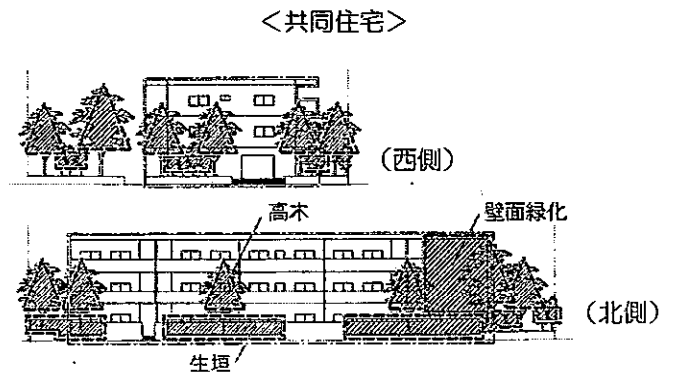 ＜共同住宅＞
（西側）
高木
壁面緑化
（北側）
生垣